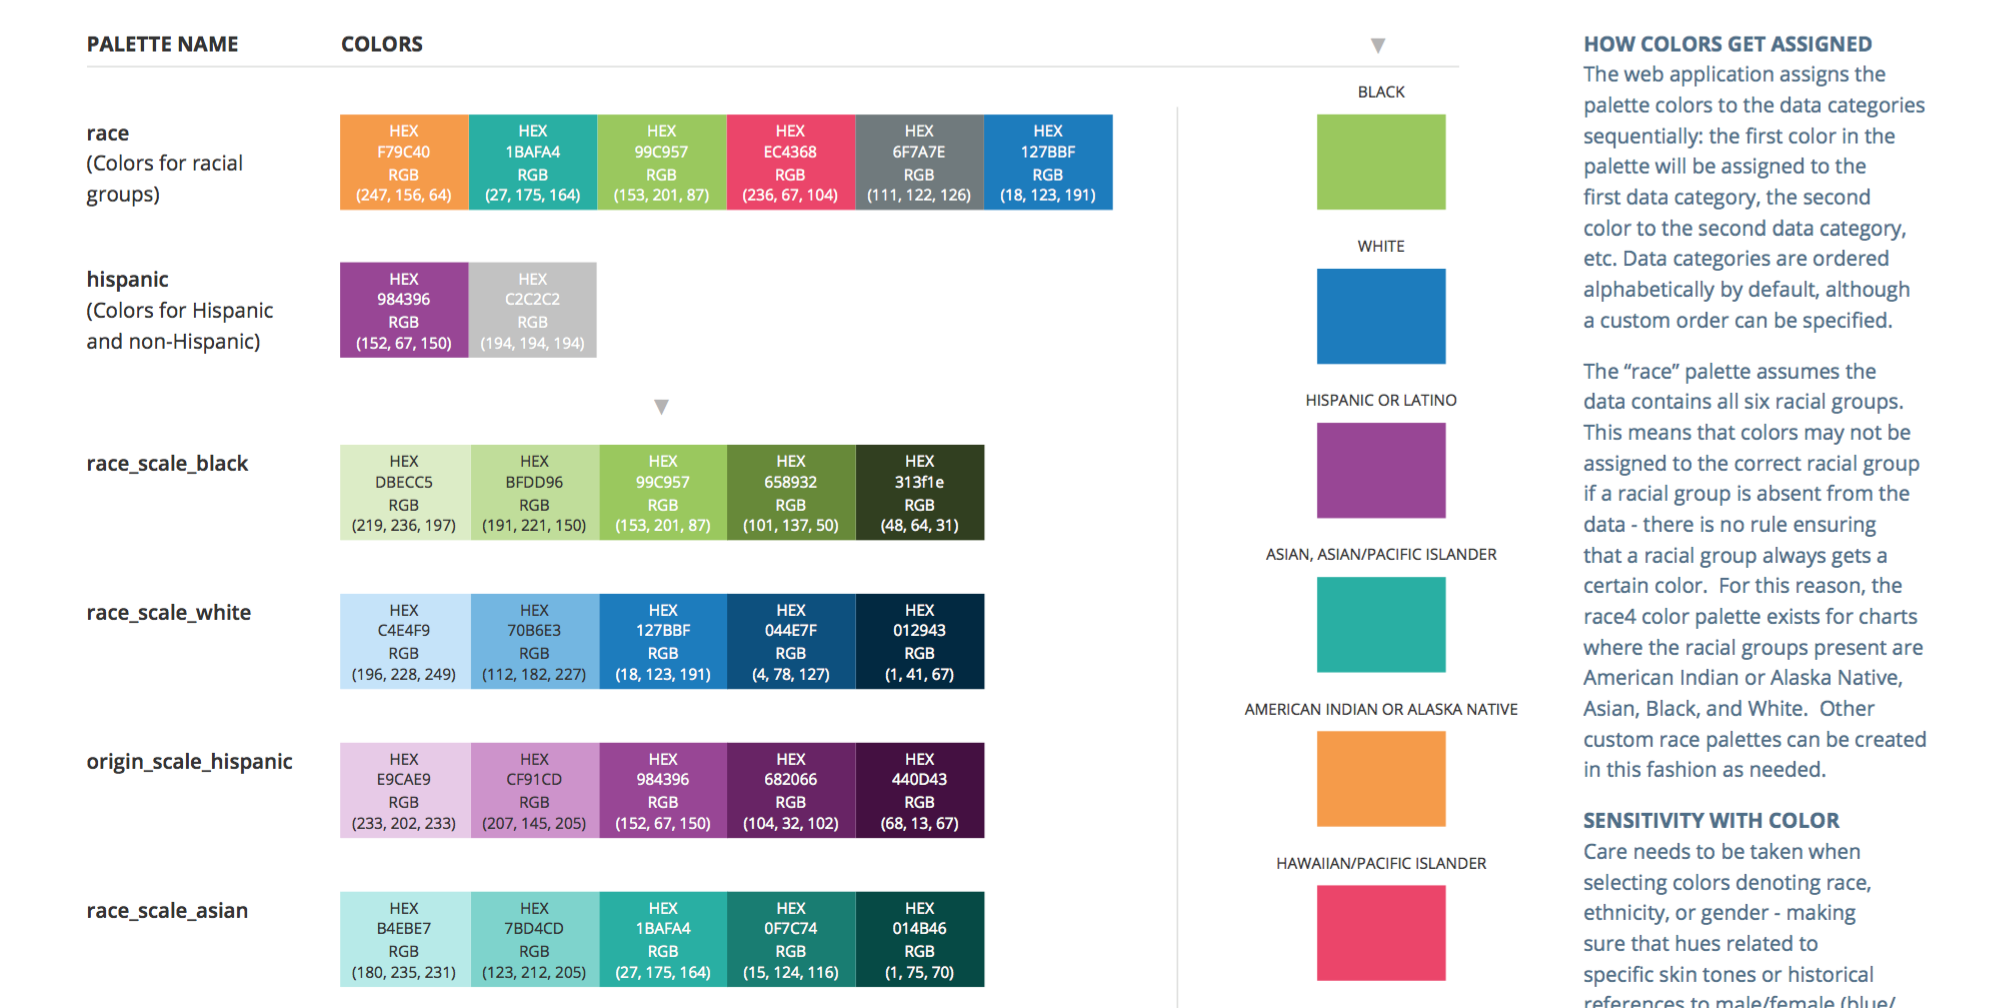 PALETTE NAME
COLORS
race
(Colors for racial
groups)
HEX
F79C40
RGB
(247, 156, 64)
HEX
1BAFA4
RGB
(27, 175, 164)
HEX
99C957
RGB
(153, 201, 87)
HEX
EC4368
RGB
(236, 67, 104)
HEX
6F7A7E
RGB
(111, 122, 126)
HEX
127BBF
RGB
(18, 123, 191)
hispanic
(Colors for Hispanic
and non-Hispanic)
HEX
984396
RGB
(152, 67, 150)
HEX
C2C2C2
RGB
(194, 194, 194)
race_scale_black
HEX
DBECC5
RGB
(219, 236, 197)
HEX
BFDD96
RGB
(191, 221, 150)
HEX
99C957
RGB
(153, 201, 87)
HEX
658932
RGB
(101, 137, 50)
HEX
313f1e
RGB
(48, 64, 31)
race_scale_white
HEX
C4E4F9
RGB
(196, 228, 249)
HEX
70B6E3
RGB
(112, 182, 227)
HEX
127BBF
RGB
(18, 123, 191)
HEX
044E7F
RGB
(4, 78, 127)
HEX
012943
RGB
(1, 41, 67)
origin_scale_hispanic
HEX
E9CAE9
RGB
(233, 202, 233)
HEX
CF91CD
RGB
(207, 145, 205)
HEX
984396
RGB
(152, 67, 150)
HEX
682066
RGB
(104, 32, 102)
HEX
440D43
RGB
(68, 13, 67)
race_scale_asian
HEX
B4EBE7
RGB
(180, 235, 231)
HEX
7BD4CD
RGB
(123, 212, 205)
HEX
1BAFA4
RGB
(27, 175, 164)
HEX
0F7C74
RGB
(15, 124, 116)
HEX
014B46
RGB
(1, 75, 70)
BLACK
WHITE
HISPANIC OR LATINO
ASIAN, ASIAN/PACIFIC ISLANDER
AMERICAN INDIAN OR ALASKA NATIVE
HAWAIIAN/PACIFIC ISLANDER
HOW COLORS GET ASSIGNED
The web application assigns the
palette colors to the data categories
sequentially: the first color in the
palette will be assigned to the
first data category, the second
color to the second data category,
etc. Data categories are ordered
alphabetically by default, although
a custom order can be specified.
The “race” palette assumes the
data contains all six racial groups.
This means that colors may not be
assigned to the correct racial group
if a racial group is absent from the
data - there is no rule ensuring
that a racial group always gets a
certain color.  For this reason, the
race4 color palette exists for charts
where the racial groups present are
American Indian or Alaska Native,
Asian, Black, and White.  Other
custom race palettes can be created
in this fashion as needed.
SENSITIVITY WITH COLOR
Care needs to be taken when
selecting colors denoting race,
ethnicity, or gender - making
sure that hues related to
specific skin tones or historical
references to male/female (blue/